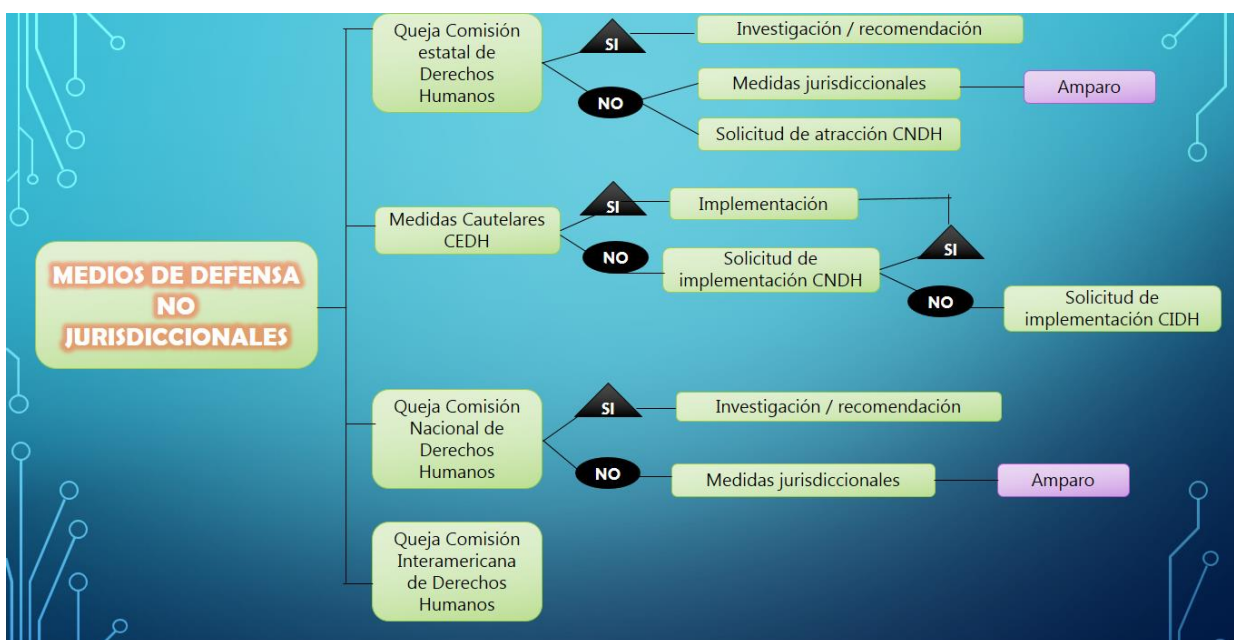 MEDIOS DE DEFENSA
NO
JURISDICCIONALES
Queja Comisión
estatal de
Derechos
Humanos
SI
Investigación / recomendación
NO
Medidas jurisdiccionales
Amparo
Solicitud de atracción CNDH
Medidas Cautelares
CEDH
SI
Implementación
NO
Solicitud de
implementación CNDH
SI
NO
Solicitud de
implementación CIDH
Queja Comisión
Nacional de
Derechos
Humanos
SI
Investigación / recomendación
NO
Medidas jurisdiccionales
Amparo
Queja Comisión
Interamericana
de Derechos
Humanos